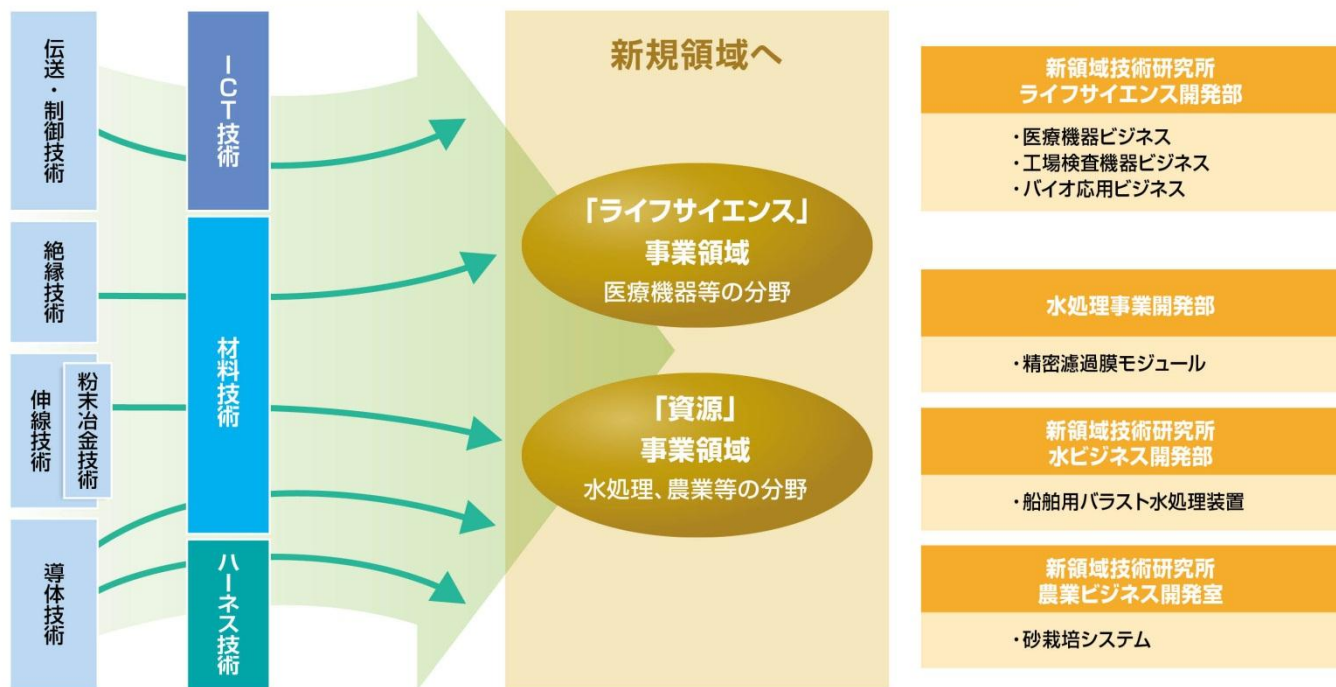 伝送・制御技術
絶縁技術
伸線技術
粉末冶金技術
導体技術
ICT技術
材料技術
ハーネス技術
新規領域へ
「ライフサイエンス」
事業領域
医療機器等の分野
「資源」
事業領域
水処理、農業等の分野
新領域技術研究所
ライフサイエンス開発部
・医療機器ビジネス
・工場検査機器ビジネス
・バイオ応用ビジネス
水処理事業開発部
・精密濾過膜モジュール
新領域技術研究所
水ビジネス開発部
・船舶用バラスト水処理装置
新領域技術研究所
農業ビジネス開発室
・砂栽培システム